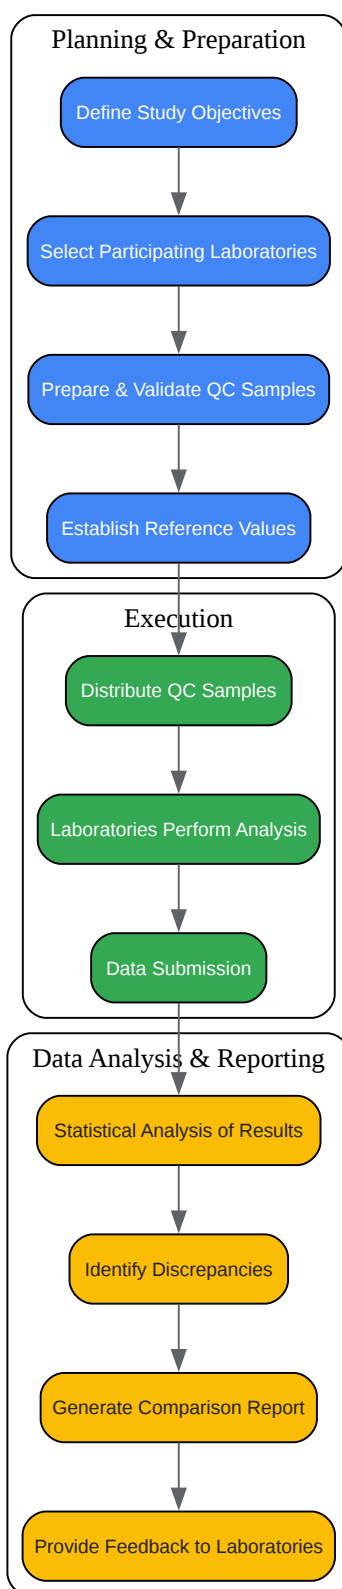 Planning & Preparation
Define Study Objectives
Select Participating Laboratories
Prepare & Validate QC Samples
Establish Reference Values
Execution
Distribute QC Samples
Laboratories Perform Analysis
Data Submission
Data Analysis & Reporting
Statistical Analysis of Results
Identify Discrepancies
Generate Comparison Report
Provide Feedback to Laboratories